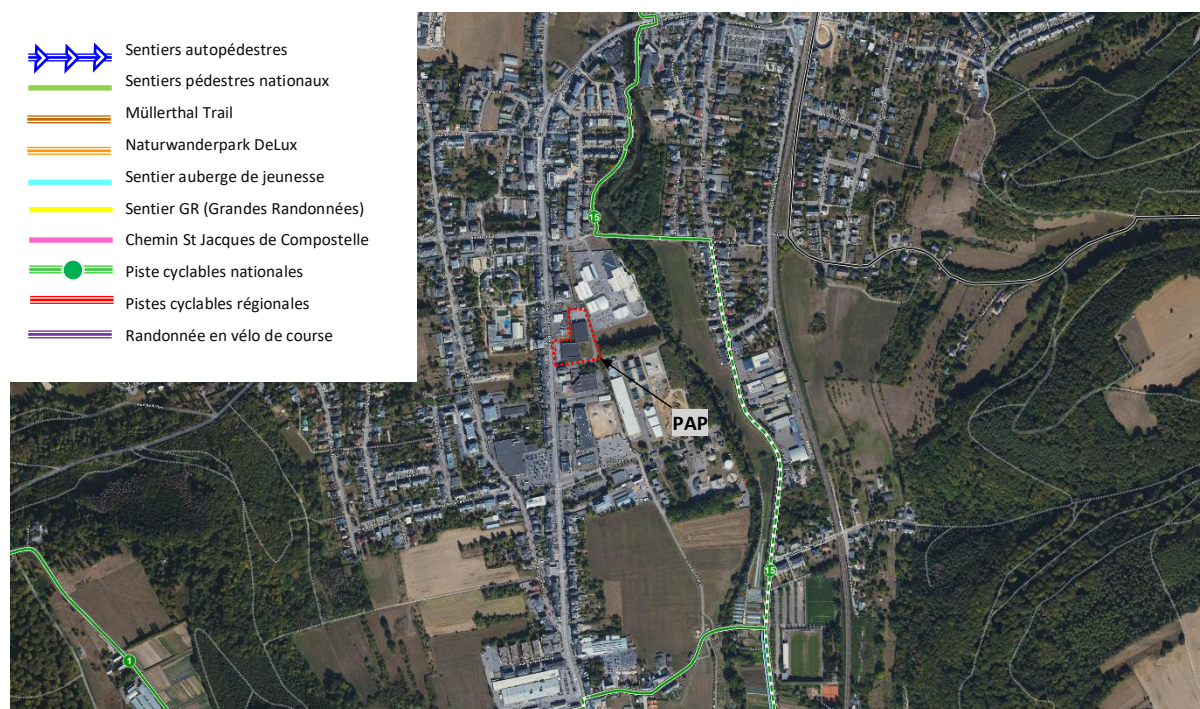 Sentiers autopédestres
Sentiers pédestres nationaux
Müllerthal Trail
Naturwanderpark DeLux
Sentier auberge de jeunesse
Sentier GR (Grandes Randonnées)
Chemin St Jacques de Compostelle
Piste cyclables nationales
Pistes cyclables régionales
Randonnée en vélo de course
15
PAP
15
1